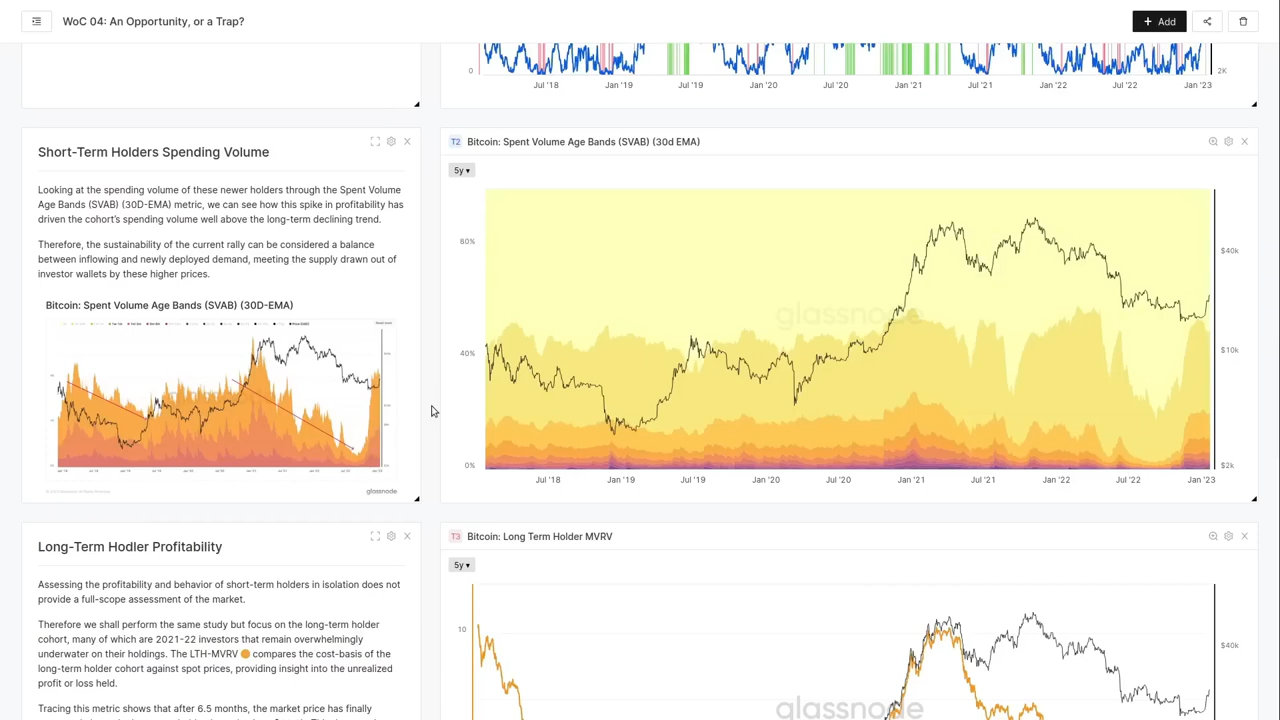 WoC 04: An Opportunity, or a Trap?
+ Add
0
2K
Jul '18
Jan '19
Jul '19
Jan '20
Jul '20
Jan '21
Jul '21
Jan '22
Jul '22
Jan '23
Short-Term Holders Spending Volume
Looking at the spending volume of these newer holders through the Spent Volume
Age Bands (SVAB) (30D-EMA) metric, we can see how this spike in profitability has
driven the cohort's spending volume well above the long-term declining trend.
Therefore, the sustainability of the current rally can be considered a balance
between inflowing and newly deployed demand, meeting the supply drawn out of
investor wallets by these higher prices.
Bitcoin: Spent Volume Age Bands (SVAB) (30D-EMA)
glassnode
T2 Bitcoin: Spent Volume Age Bands (SVAB) (30d EMA)
5y ▾
80%
40%
0%
$40k
$10k
$2k
glassnode
Jul '18
Jan '19
Jul '19
Jan '20
Jul '20
Jan '21
Jul '21
Jan '22
Jul '22
Jan '23
Long-Term Hodler Profitability
Assessing the profitability and behavior of short-term holders in isolation does not
provide a full-scope assessment of the market.
Therefore we shall perform the same study but focus on the long-term holder
cohort, many of which are 2021-22 investors that remain overwhelmingly
underwater on their holdings. The LTH-MVRV 🟠 compares the cost-basis of the
long-term holder cohort against spot prices, providing insight into the unrealized
profit or loss held.
Tracing this metric shows that after 6.5 months, the market price has finally
T3 Bitcoin: Long Term Holder MVRV
5y ▾
10
$40k
glassnode